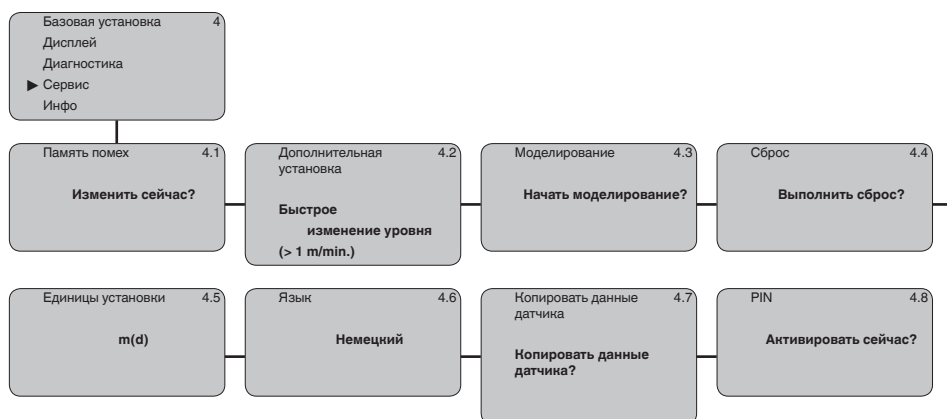 Базовая установка 4
Дисплей
Диагностика
▶ Сервис
Инфо
Память помех 4.1
Изменить сейчас?
Дополнительная 4.2
установка
Быстрое
изменение уровня
(> 1 m/min.)
Моделирование 4.3
Начать моделирование?
Сброс 4.4
Выполнить сброс?
Единицы установки 4.5
m(d)
Язык 4.6
Немецкий
Копировать данные 4.7
датчика
Копировать данные
датчика?
PIN 4.8
Активировать сейчас?